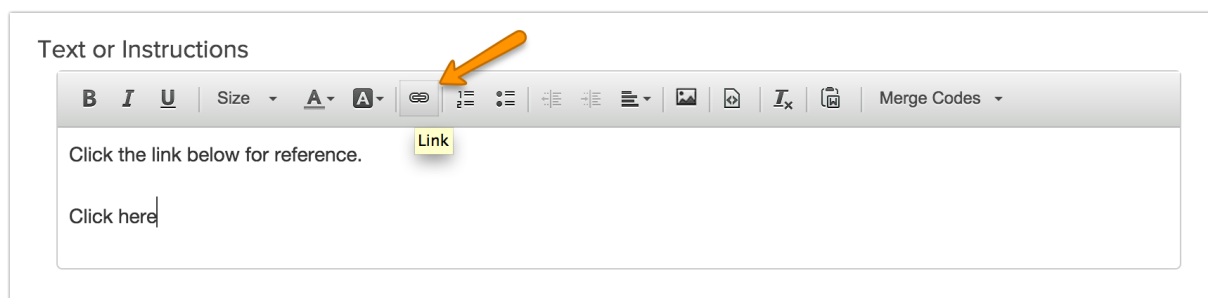 Text or Instructions
B I U Size A A Merge Codes
Link
Click the link below for reference.
Click here